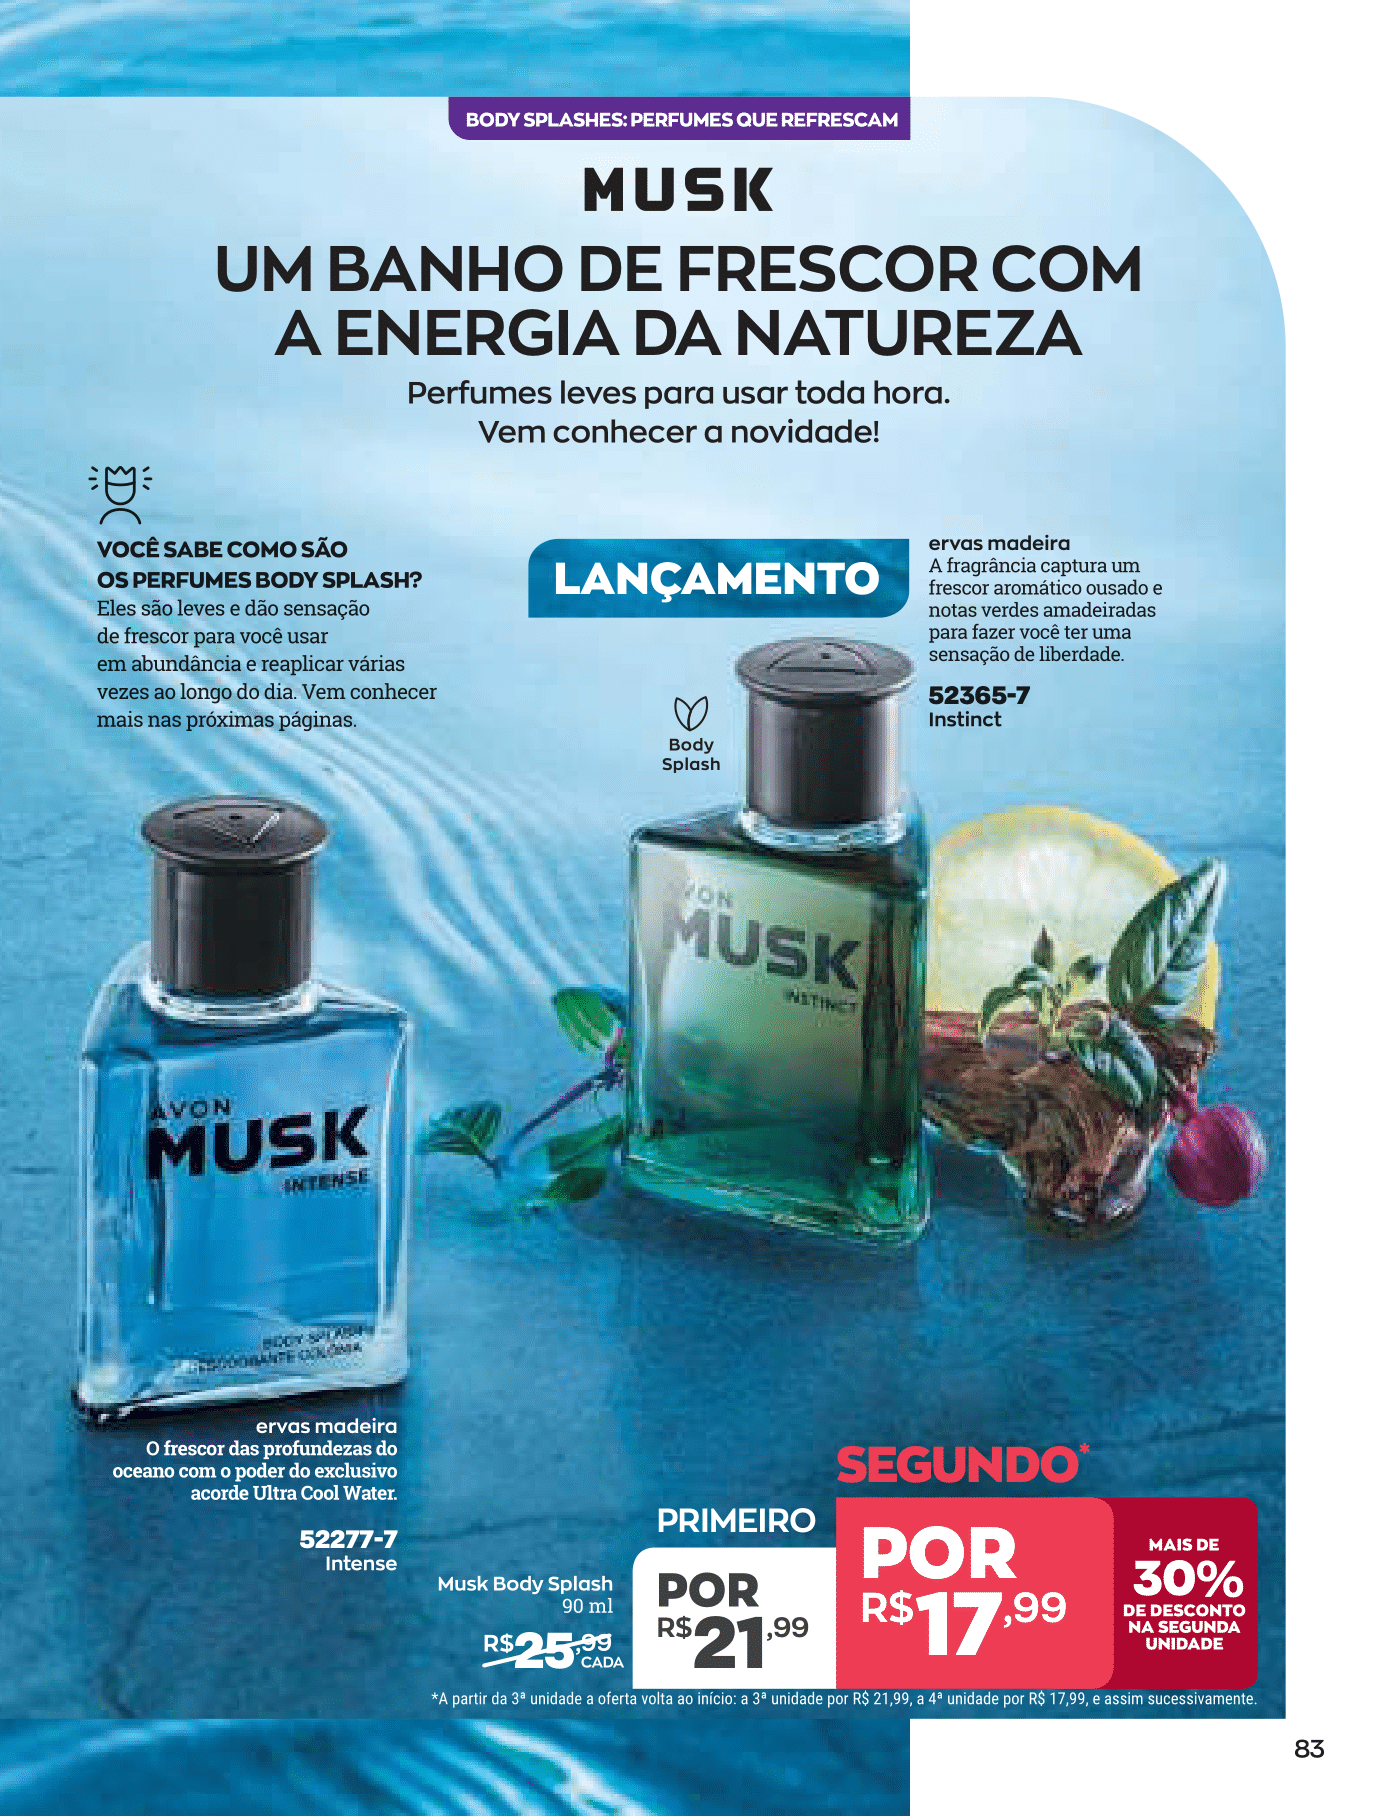 BODY SPLASHES: PERFUMES QUE REFRESCAM
MUSK
UM BANHO DE FRESCOR COM
A ENERGIA DA NATUREZA
Perfumes leves para usar toda hora.
Vem conhecer a novidade!
VOCÊ SABE COMO SÃO
OS PERFUMES BODY SPLASH?
Eles são leves e dão sensação
de frescor para você usar
em abundância e reaplicar várias
vezes ao longo do dia. Vem conhecer
mais nas próximas páginas.
LANÇAMENTO
ervas madeira
A fragrância captura um
frescor aromático ousado e
notas verdes amadeiradas
para fazer você ter uma
sensação de liberdade.
52365-7
Instinct
Body
Splash
AVON
MUSK
INSTINCT
AVON
MUSK
INTENSE
BODY SPLASH
DESODORANTE COLÔNIA
ervas madeira
O frescor das profundezas do
oceano com o poder do exclusivo
acorde Ultra Cool Water.
52277-7
Intense
Musk Body Splash
90 ml
R$25,99
CADA
PRIMEIRO
POR
R$21,99
SEGUNDO*
POR
R$17,99
MAIS DE
30%
DE DESCONTO
NA SEGUNDA
UNIDADE
*A partir da 3ª unidade a oferta volta ao início: a 3ª unidade por R$ 21,99, a 4ª unidade por R$ 17,99, e assim sucessivamente.
83